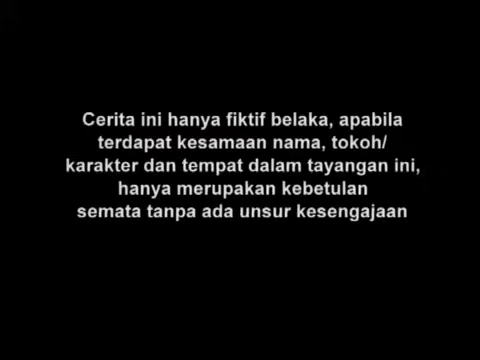 Cerita ini hanya fiktif belaka, apabila
terdapat kesamaan nama, tokoh/
karakter dan tempat dalam tayangan ini,
hanya merupakan kebetulan
semata tanpa ada unsur kesengajaan